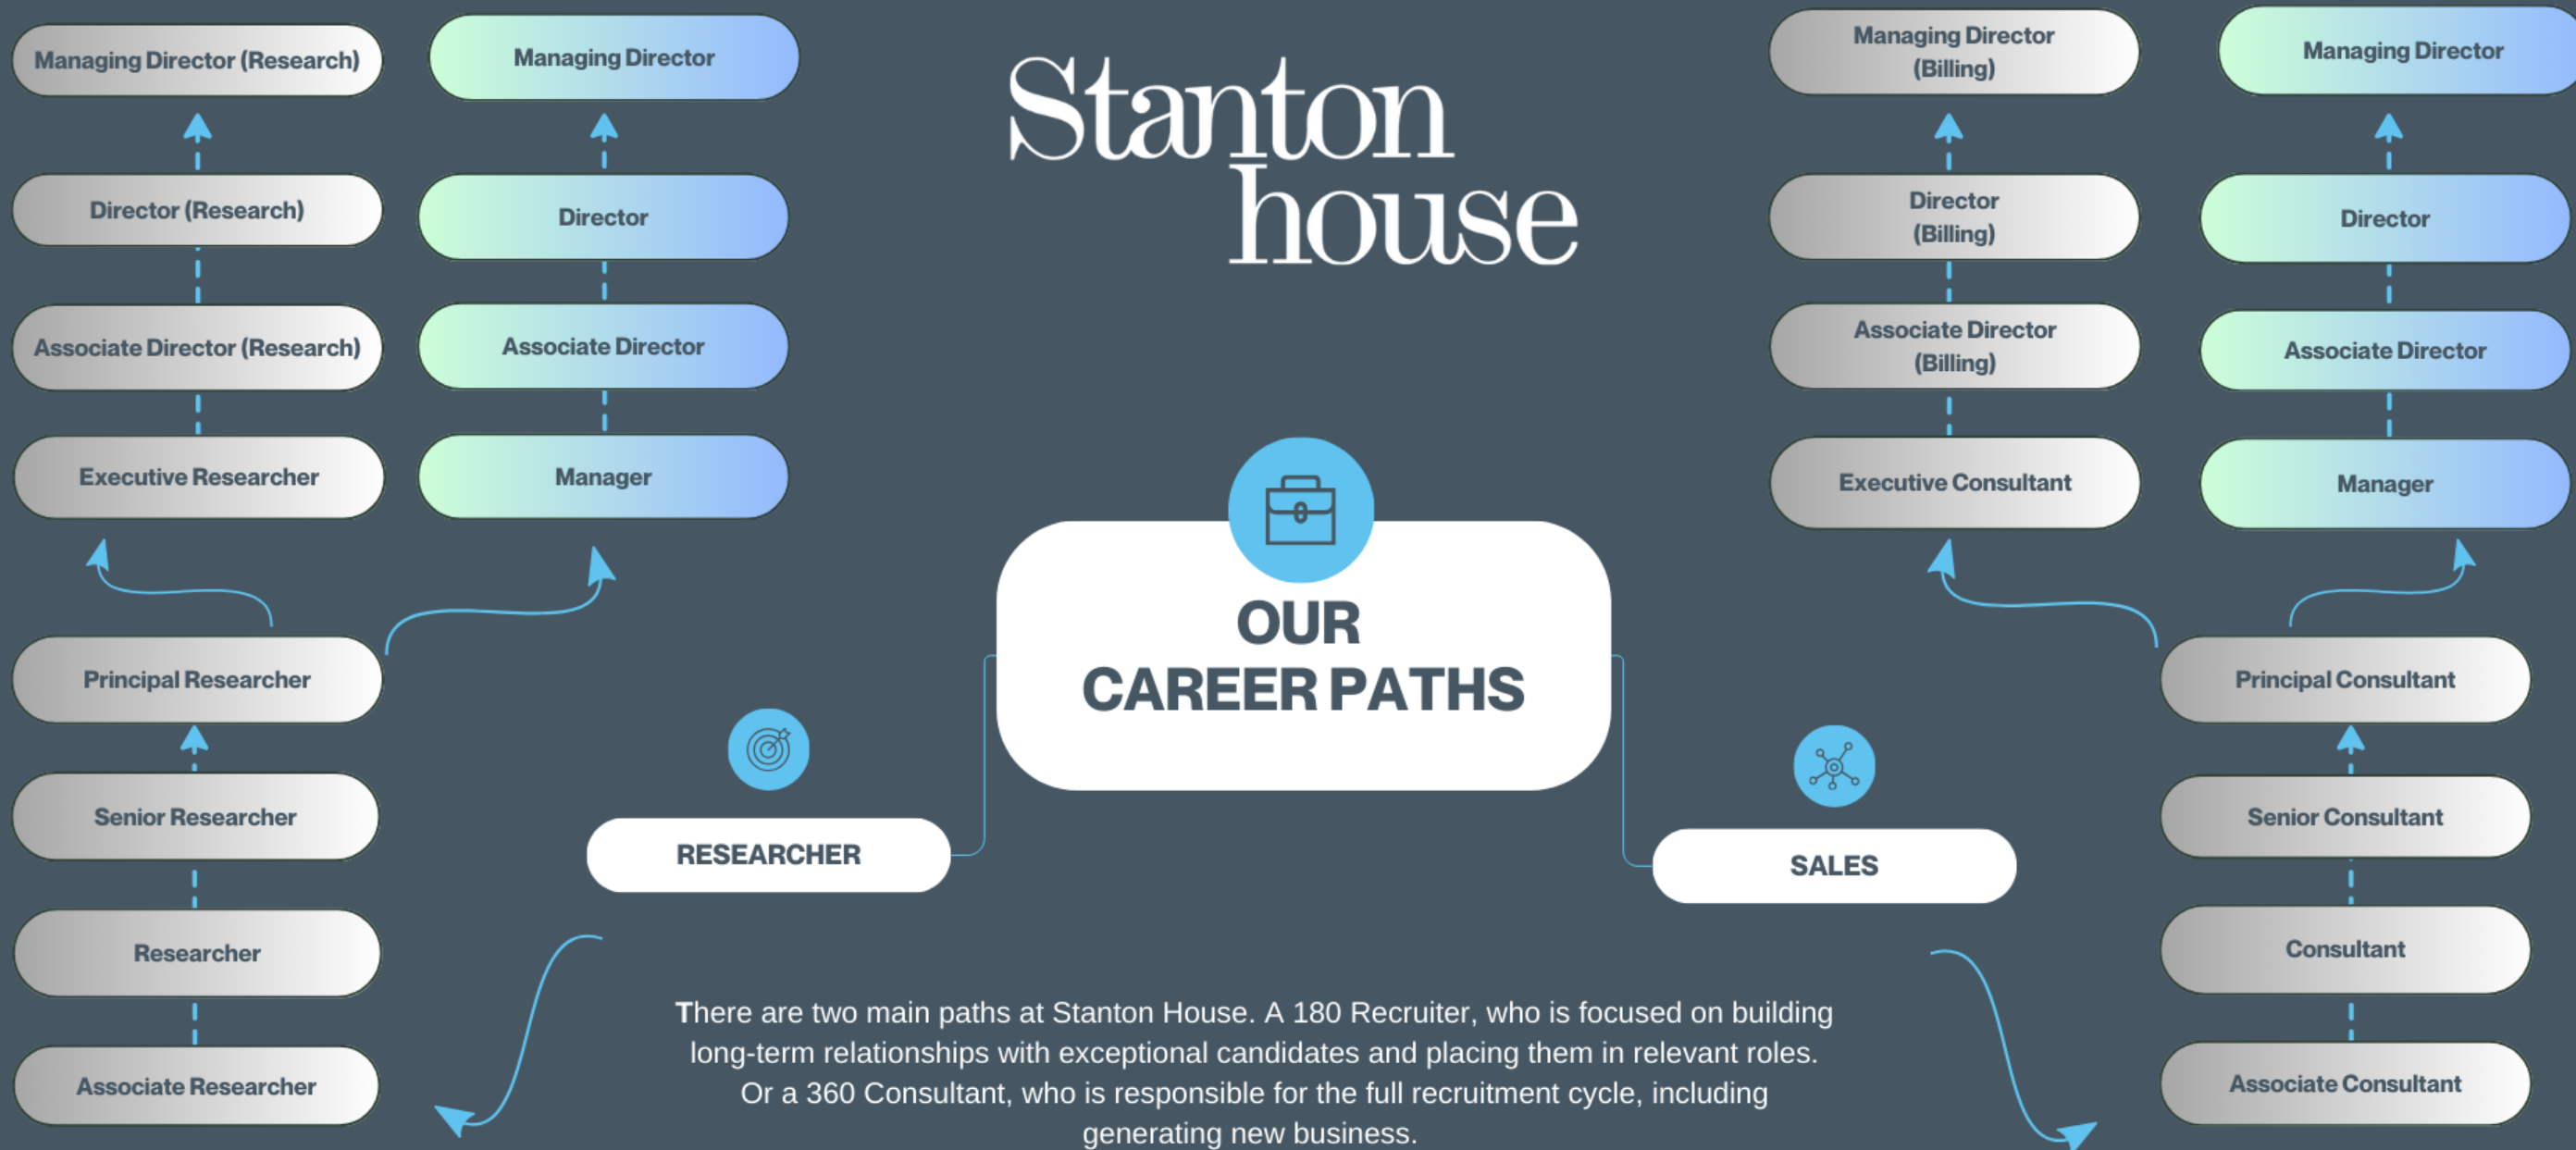 Managing Director (Research)
Director (Research)
Associate Director (Research)
Executive Researcher
Principal Researcher
Senior Researcher
Researcher
Associate Researcher
Managing Director
Director
Associate Director
Manager
Stanton
house
OUR
CAREER PATHS
RESEARCHER
SALES
There are two main paths at Stanton House. A 180 Recruiter, who is focused on building
long-term relationships with exceptional candidates and placing them in relevant roles.
Or a 360 Consultant, who is responsible for the full recruitment cycle, including
generating new business.
Managing Director
(Billing)
Director
(Billing)
Associate Director
(Billing)
Executive Consultant
Managing Director
Director
Associate Director
Manager
Principal Consultant
Senior Consultant
Consultant
Associate Consultant